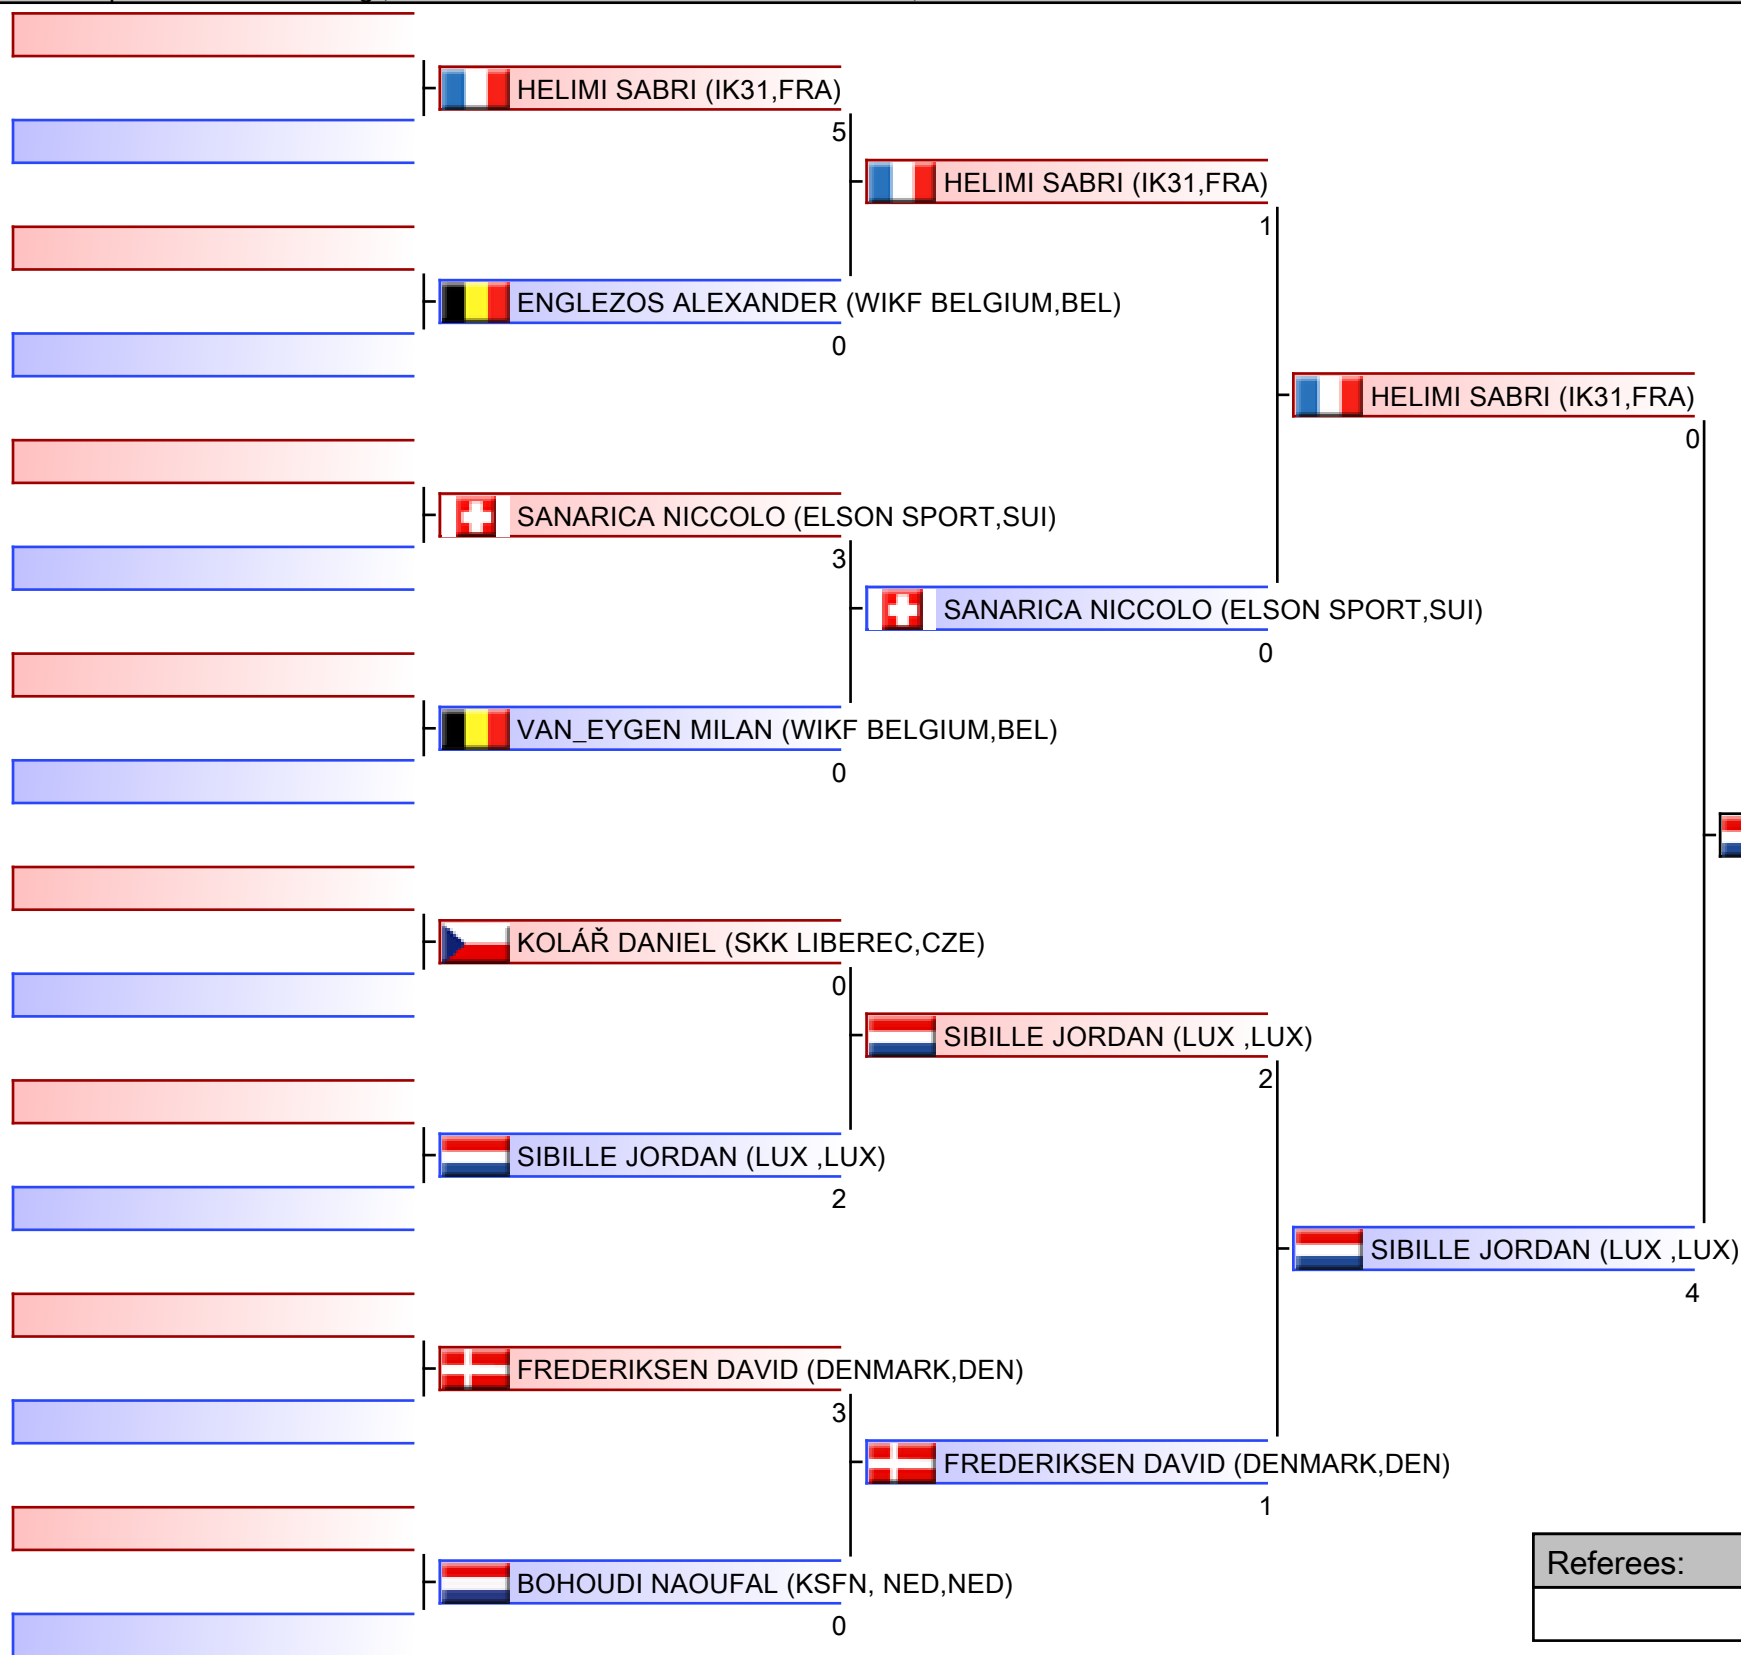 HELIMI SABRI (IK31,FRA)
5
HELIMI SABRI (IK31,FRA)
1
ENGLEZOS ALEXANDER (WIKF BELGIUM,BEL)
0
HELIMI SABRI (IK31,FRA)
0
SANARICA NICCOLO (ELSON SPORT,SUI)
3
SANARICA NICCOLO (ELSON SPORT,SUI)
0
VAN_EYGEN MILAN (WIKF BELGIUM,BEL)
0
KOLÁŘ DANIEL (SKK LIBEREC,CZE)
0
SIBILLE JORDAN (LUX ,LUX)
2
SIBILLE JORDAN (LUX ,LUX)
2
SIBILLE JORDAN (LUX ,LUX)
4
FREDERIKSEN DAVID (DENMARK,DEN)
3
FREDERIKSEN DAVID (DENMARK,DEN)
1
Referees:
BOHOUDI NAOUFAL (KSFN, NED,NED)
0